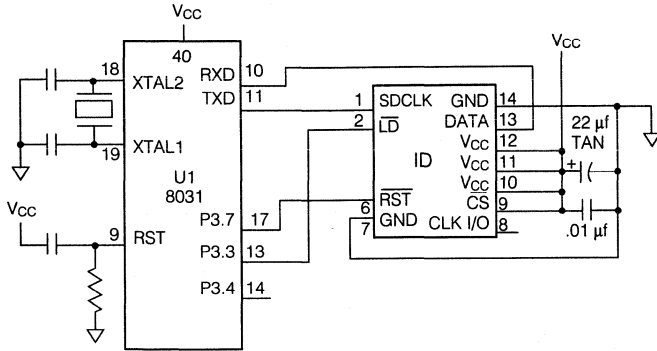 VCC
40
18
XTAL2
RXD
10
TXD
11
XTAL1
19
U1
8031
VCC
9
RST
P3.7
17
P3.3
13
P3.4
14
1
SDCLK
2
LD
ID
RST
6
GND
7
GND
14
DATA
13
VCC
12
VCC
11
VCC
10
CS
9
CLK I/O
8
VCC
22 µf
TAN
+
.01 µf